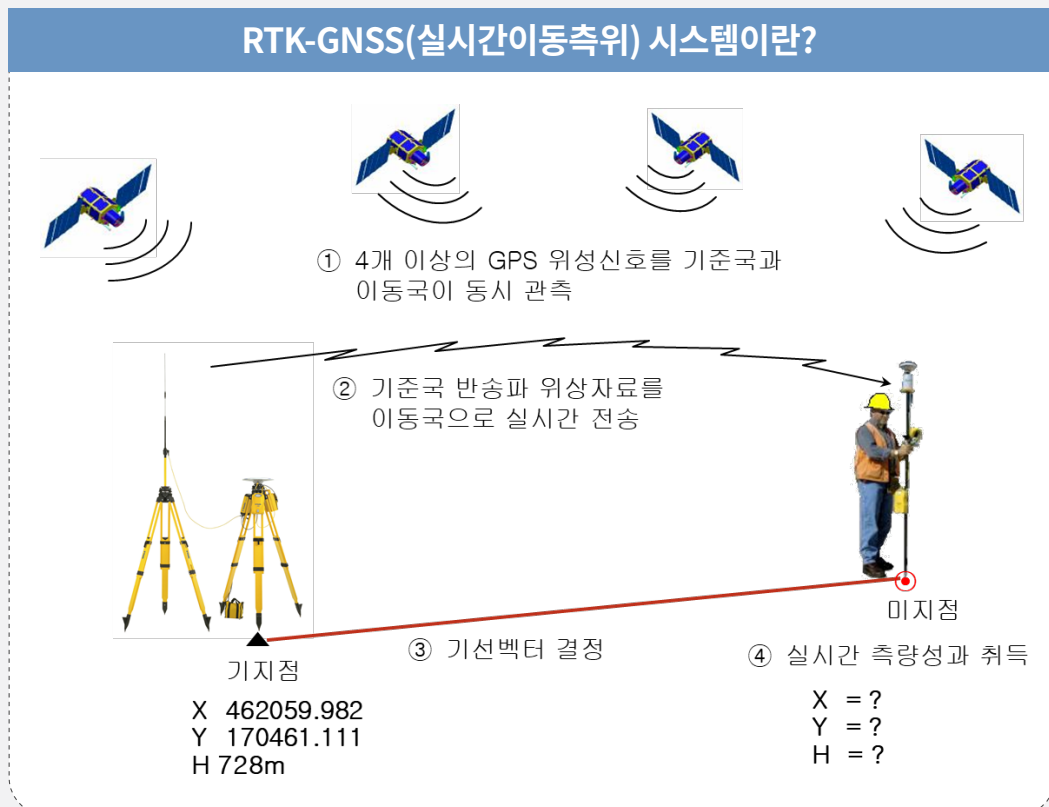 RTK-GNSS(실시간이동측위) 시스템이란?
① 4개 이상의 GPS 위성신호를 기준국과
이동국이 동시 관측
② 기준국 반송파 위상자료를
이동국으로 실시간 전송
③ 기선벡터 결정
미지점
④ 실시간 측량성과 취득
X = ?
Y = ?
H = ?
기지점
X 462059.982
Y 170461.111
H 728m